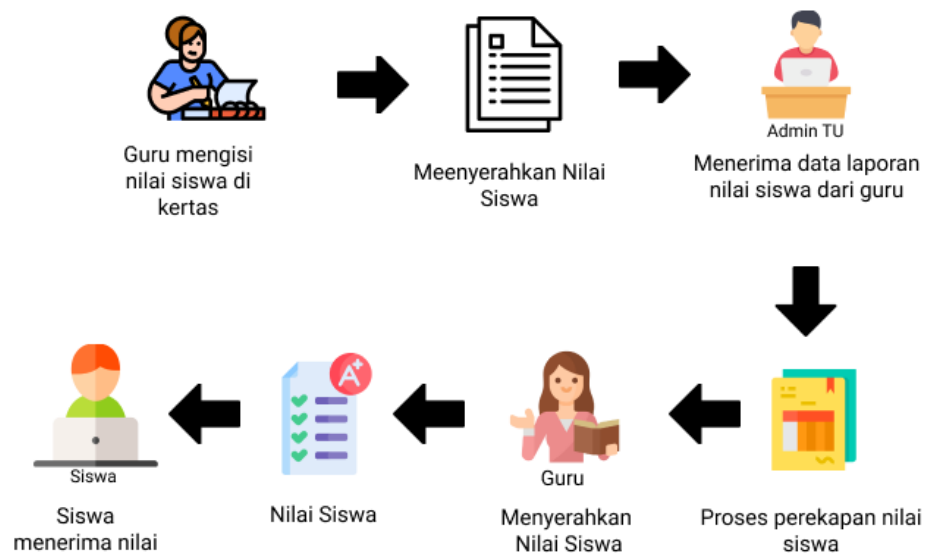 Guru mengisi
nilai siswa di
kertas
Meenyerahkan Nilai
Siswa
Admin TU
Menerima data laporan
nilai siswa dari guru
Siswa
Siswa
menerima nilai
Nilai Siswa
A+
Guru
Menyerahkan
Nilai Siswa
Proses perekapan nilai
siswa